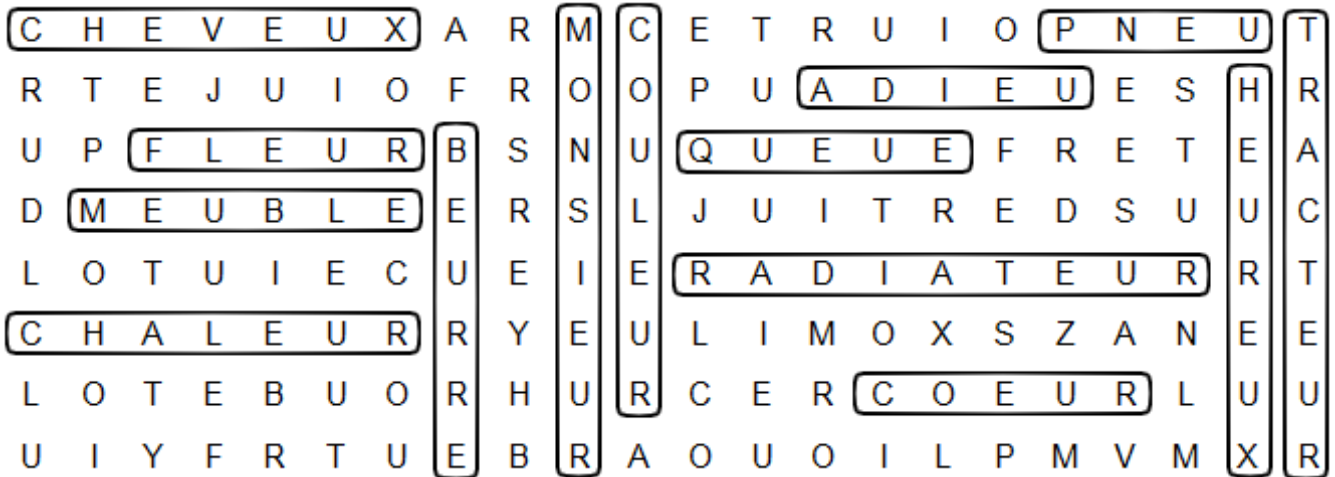 C H E V E U X A R M C E T R U I O P N E U T
R T E J U I O F R O O P U A D I E U E S H R
U P F L E U R B S N U Q U E U E F R E T E A
D M E U B L E E R S L J U I T R E D S U U C
L O T U I E C U E I E R A D I A T E U R R T
C H A L E U R R Y E U L I M O X S Z A N E E
L O T E B U O R H U R C E R C O E U R L U U
U I Y F R T U E B R A O U O I L P M V M X R